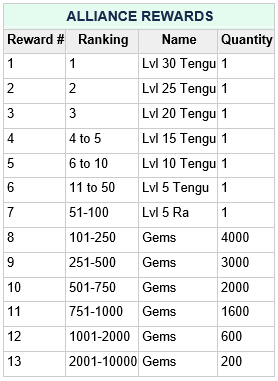 ALLIANCE REWARDS
Reward # Ranking Name Quantity
1 1 Lvl 30 Tengu 1
2 2 Lvl 25 Tengu 1
3 3 Lvl 20 Tengu 1
4 4 to 5 Lvl 15 Tengu 1
5 6 to 10 Lvl 10 Tengu 1
6 11 to 50 Lvl 5 Tengu 1
7 51-100 Lvl 5 Ra 1
8 101-250 Gems 4000
9 251-500 Gems 3000
10 501-750 Gems 2000
11 751-1000 Gems 1600
12 1001-2000 Gems 600
13 2001-10000 Gems 200